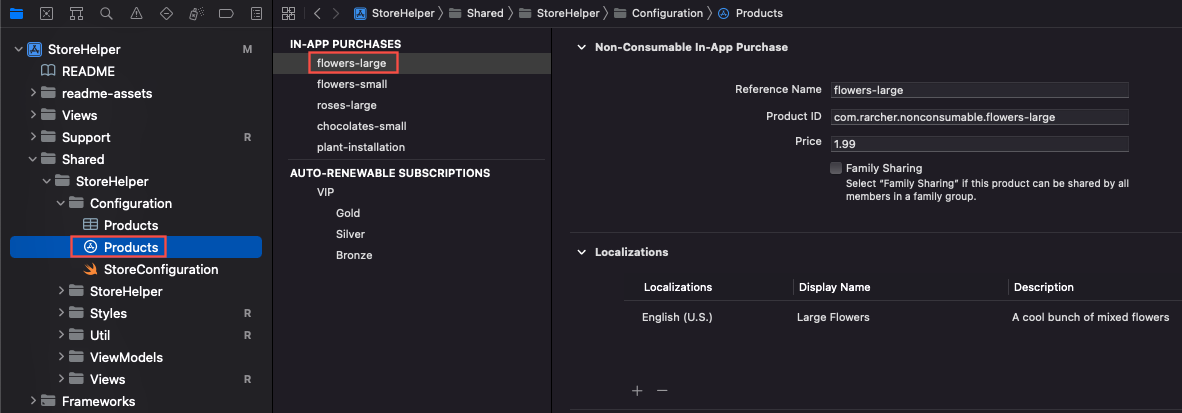 StoreHelper Shared StoreHelper Configuration Products
StoreHelper M
README
readme-assets
Views
Support R
Shared
StoreHelper
Configuration
Products
Products
StoreConfiguration
StoreHelper
Styles R
Util R
ViewModels
Views R
Frameworks
IN-APP PURCHASES
flowers-large
flowers-small
roses-large
chocolates-small
plant-installation
AUTO-RENEWABLE SUBSCRIPTIONS
VIP
Gold
Silver
Bronze
Non-Consumable In-App Purchase
Reference Name flowers-large
Product ID com.rarcher.nonconsumable.flowers-large
Price 1.99
Family Sharing
Select “Family Sharing” if this product can be shared by all
members in a family group.
Localizations
Localizations Display Name Description
English (U.S.) Large Flowers A cool bunch of mixed flowers